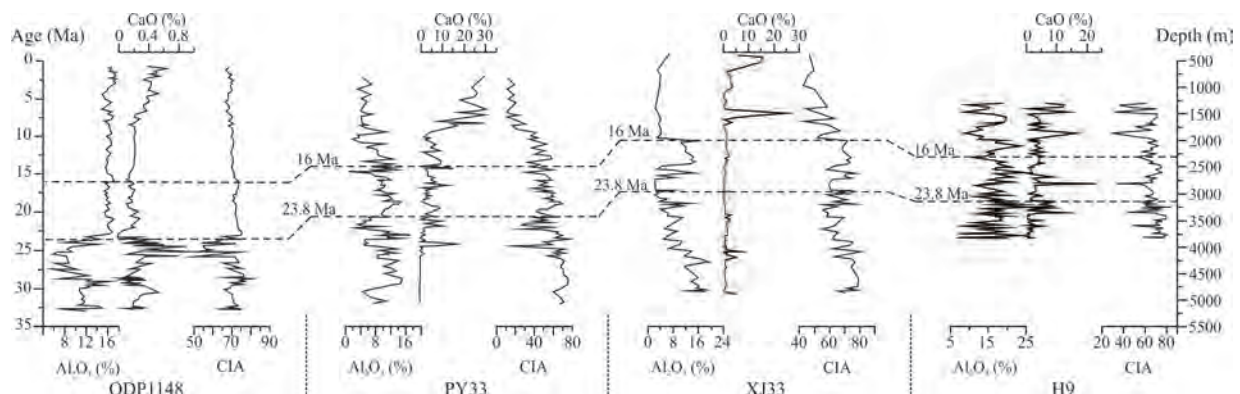 CaO (%) CaO (%) CaO (%) CaO (%)
Age (Ma) 0 0.4 0.8 0 10 20 30 0 10 20 30 0 10 20 Depth (m)
0 500
5 1000
1500
10 16 Ma 2000
16 Ma 16 Ma 2500
15
23.8 Ma 23.8 Ma 3000
20 23.8 Ma 3500
25 4000
4500
30 5000
35 5500
8 12 16 50 70 90 0 8 16 0 40 80 0 8 16 24 40 60 80 5 15 25 20 40 60 80
Al₂O₃ (%) CIA Al₂O₃ (%) CIA Al₂O₃ (%) CIA Al₂O₃ (%) CIA
ODP1148 PY33 XJ33 H9